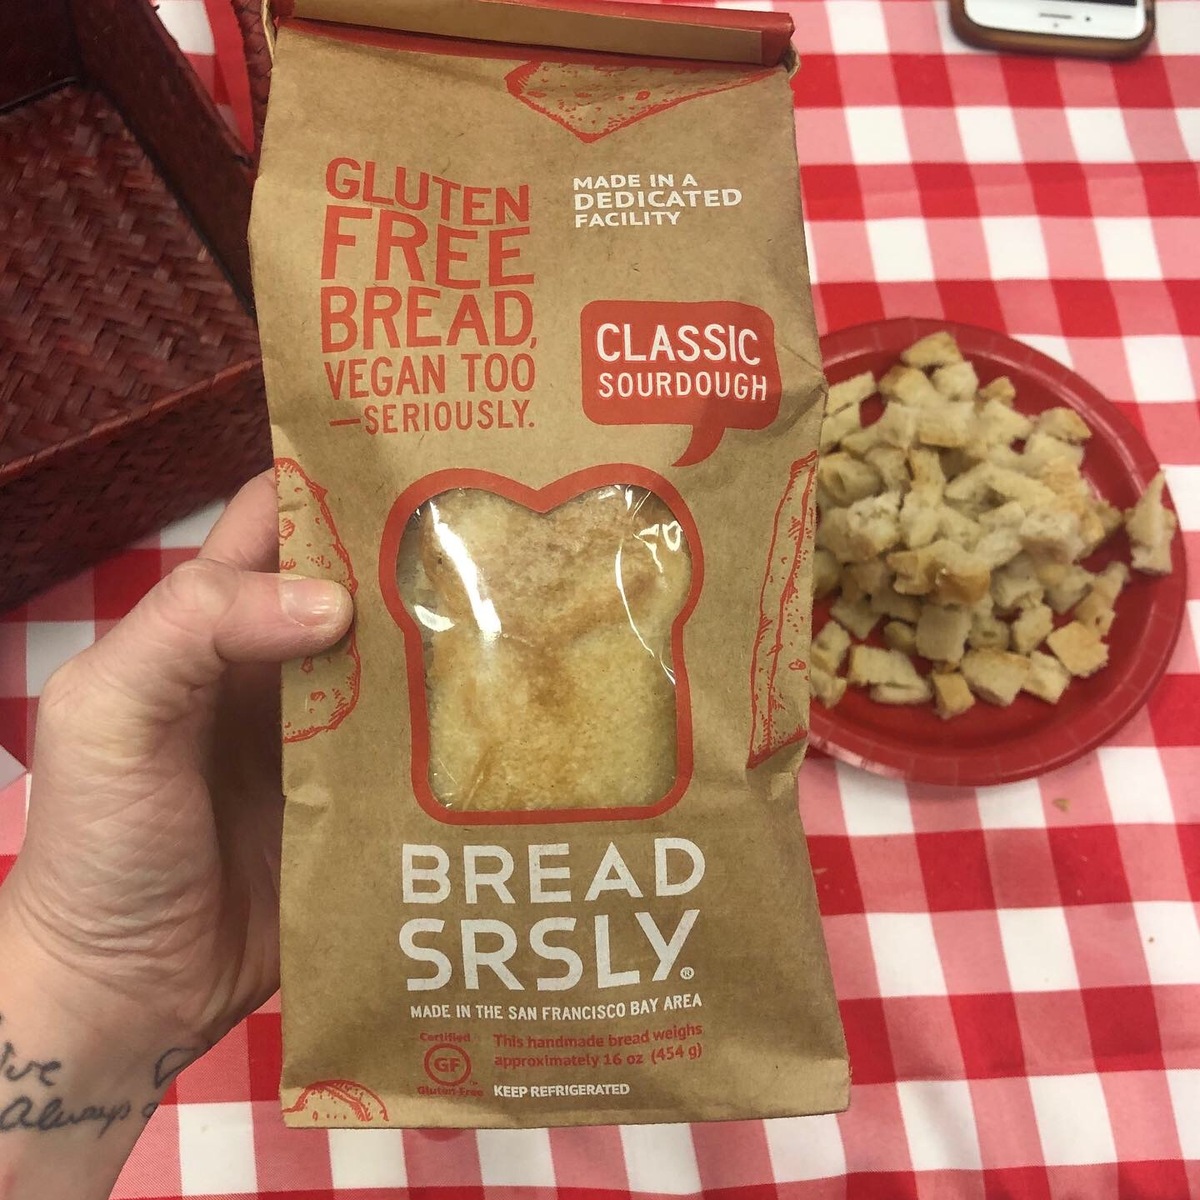 GLUTEN
FREE
BREAD,
VEGAN TOO
—SERIOUSLY.
MADE IN A
DEDICATED
FACILITY
CLASSIC
SOURDOUGH
BREAD
SRSLY®
MADE IN THE SAN FRANCISCO BAY AREA
Certified
GF
Gluten-Free
This handmade bread weighs
approximately 16 oz (454 g)
KEEP REFRIGERATED
always